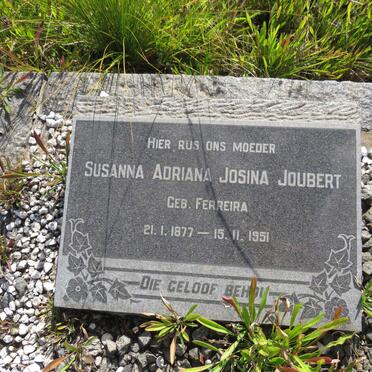 HIER RUS ONS MOEDER
SUSANNA ADRIANA JOSINA JOUBERT
GEB. FERREIRA
21. 1. 1877 — 15. 11. 1951
DIE GELOOF